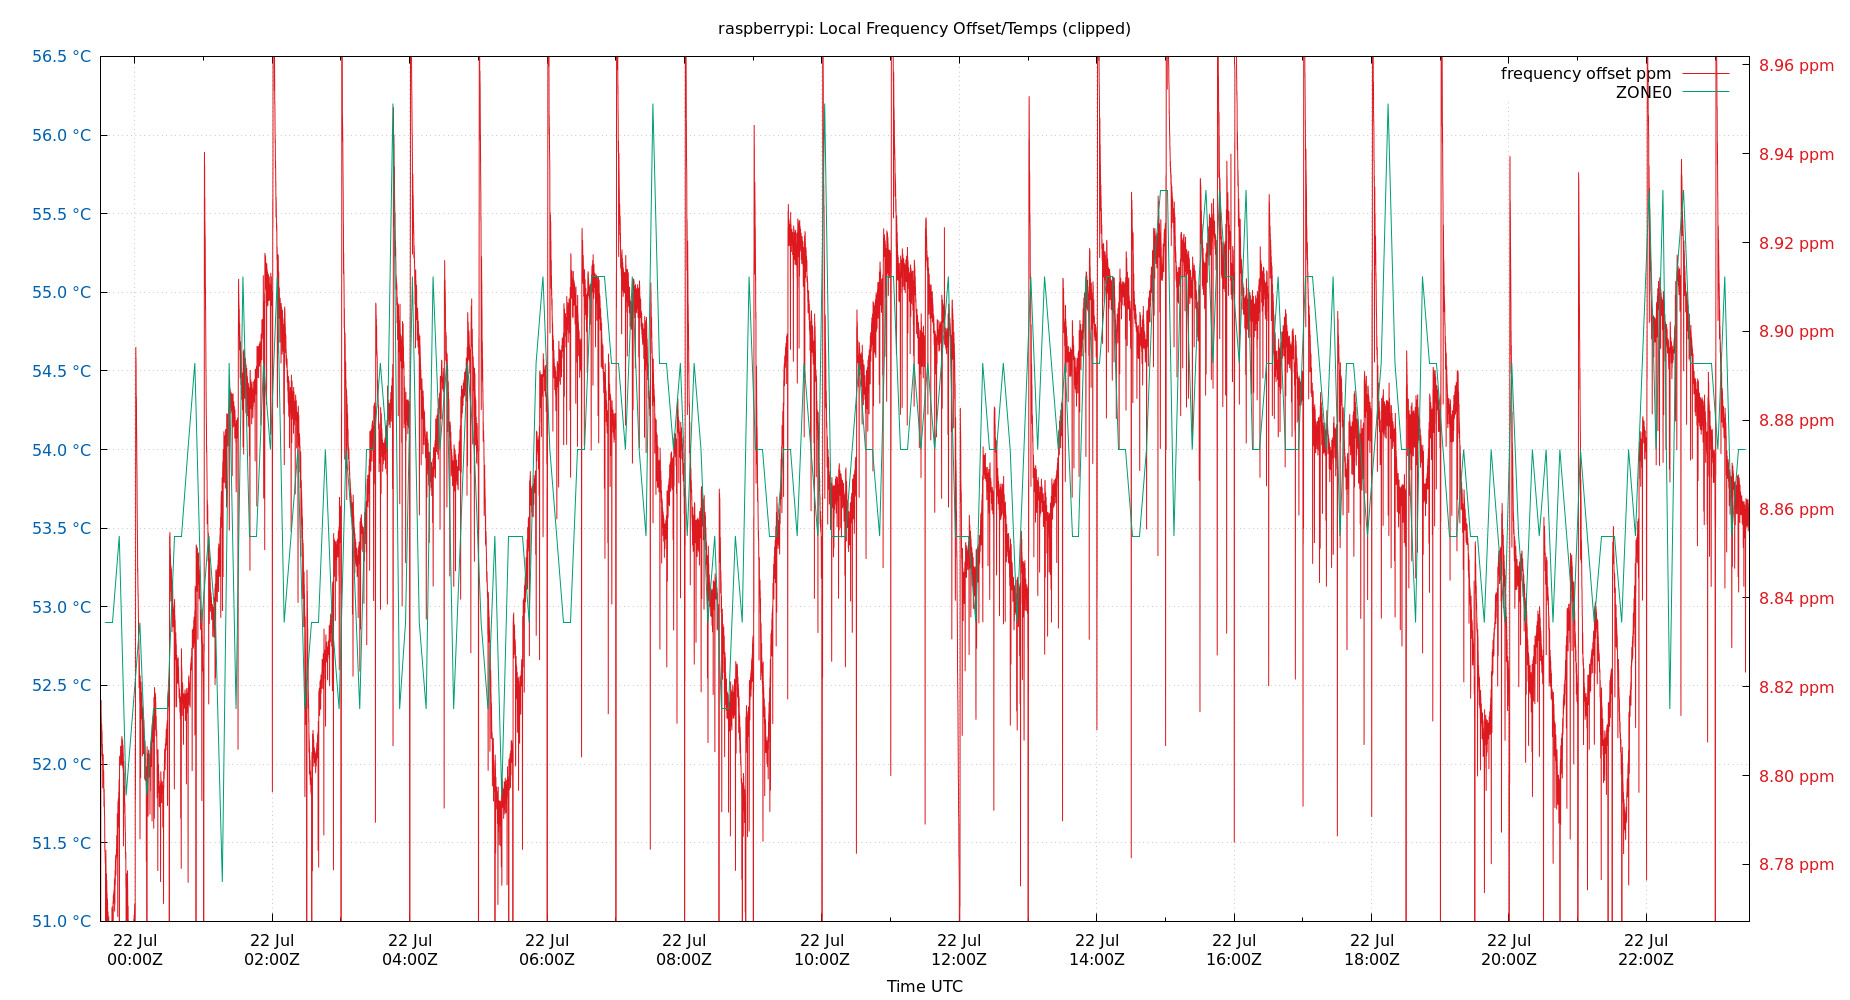 raspberrypi: Local Frequency Offset/Temps (clipped)
56.5 °C
56.0 °C
55.5 °C
55.0 °C
54.5 °C
54.0 °C
53.5 °C
53.0 °C
52.5 °C
52.0 °C
51.5 °C
51.0 °C
frequency offset ppm
ZONE0
8.96 ppm
8.94 ppm
8.92 ppm
8.90 ppm
8.88 ppm
8.86 ppm
8.84 ppm
8.82 ppm
8.80 ppm
8.78 ppm
22 Jul 22 Jul 22 Jul 22 Jul 22 Jul 22 Jul 22 Jul 22 Jul 22 Jul 22 Jul 22 Jul 22 Jul
00:00Z 02:00Z 04:00Z 06:00Z 08:00Z 10:00Z 12:00Z 14:00Z 16:00Z 18:00Z 20:00Z 22:00Z
Time UTC